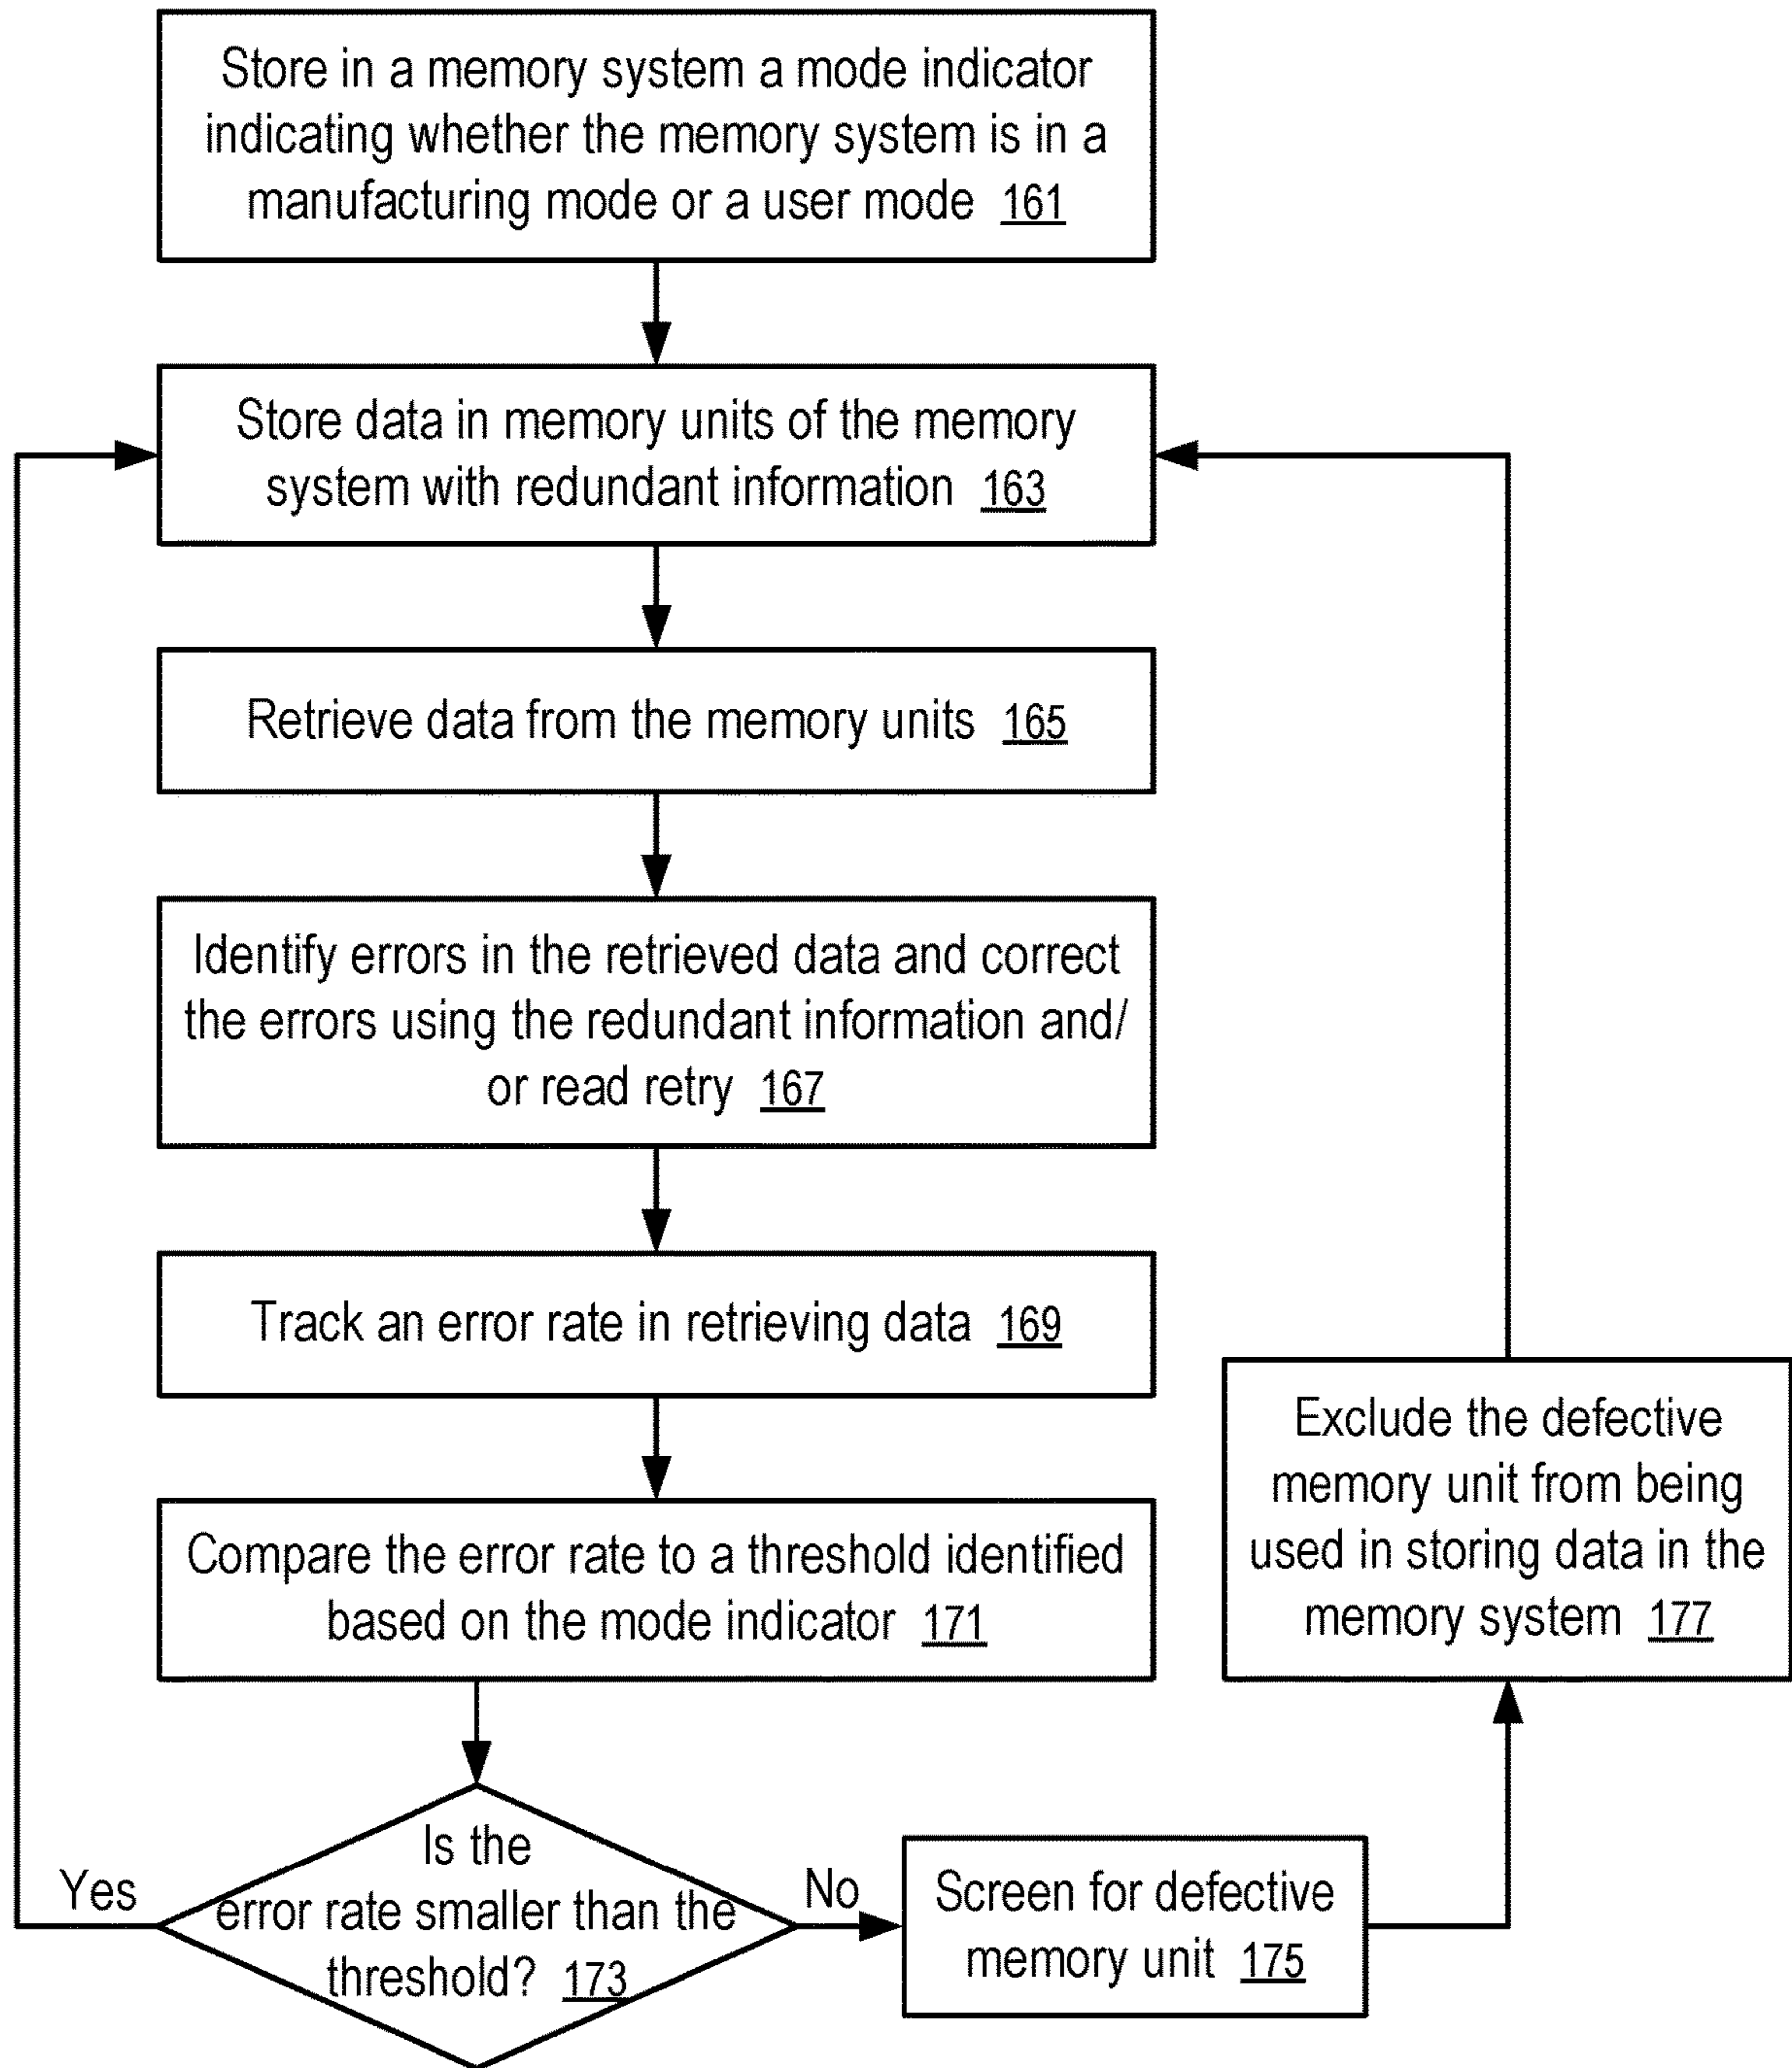 Store in a memory system a mode indicator
indicating whether the memory system is in a
manufacturing mode or a user mode 161
Store data in memory units of the memory
system with redundant information 163
Retrieve data from the memory units 165
Identify errors in the retrieved data and correct
the errors using the redundant information and/
or read retry 167
Track an error rate in retrieving data 169
Compare the error rate to a threshold identified
based on the mode indicator 171
Is the
error rate smaller than the
threshold? 173
Yes
No
Screen for defective
memory unit 175
Exclude the defective
memory unit from being
used in storing data in the
memory system 177